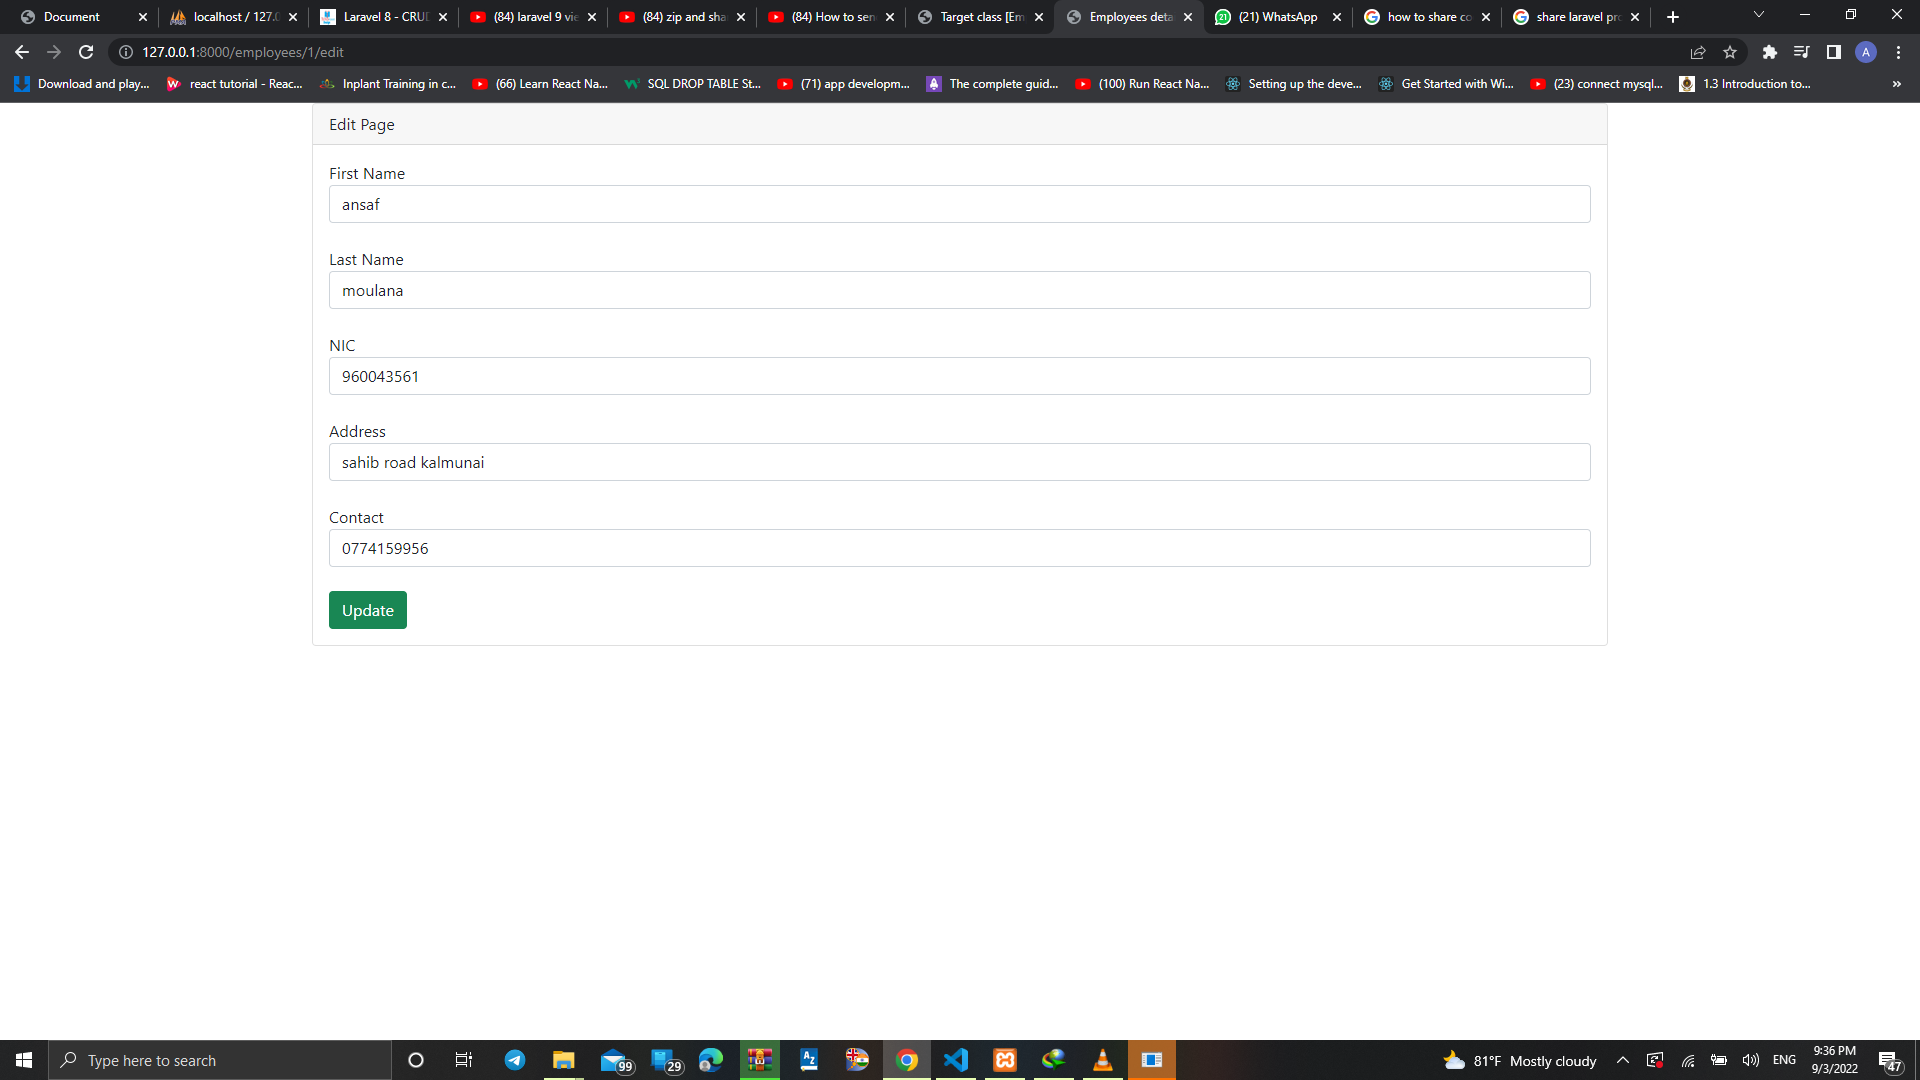 Document
localhost / 127.0
Laravel 8 - CRUD
(84) laravel 9 vie
(84) zip and sha
(84) How to sen
Target class [Em
Employees deta
(21) WhatsApp
how to share co
share laravel pro
127.0.0.1:8000/employees/1/edit
A
Download and play...
react tutorial - Reac...
Inplant Training in c...
(66) Learn React Na...
SQL DROP TABLE St...
(71) app developm...
The complete guid...
(100) Run React Na...
Setting up the deve...
Get Started with Wi...
(23) connect mysql...
1.3 Introduction to...
»
Edit Page
First Name
ansaf
Last Name
moulana
NIC
960043561
Address
sahib road kalmunai
Contact
0774159956
Update
Type here to search
99
29
81°F Mostly cloudy
ENG
9:36 PM
9/3/2022
47